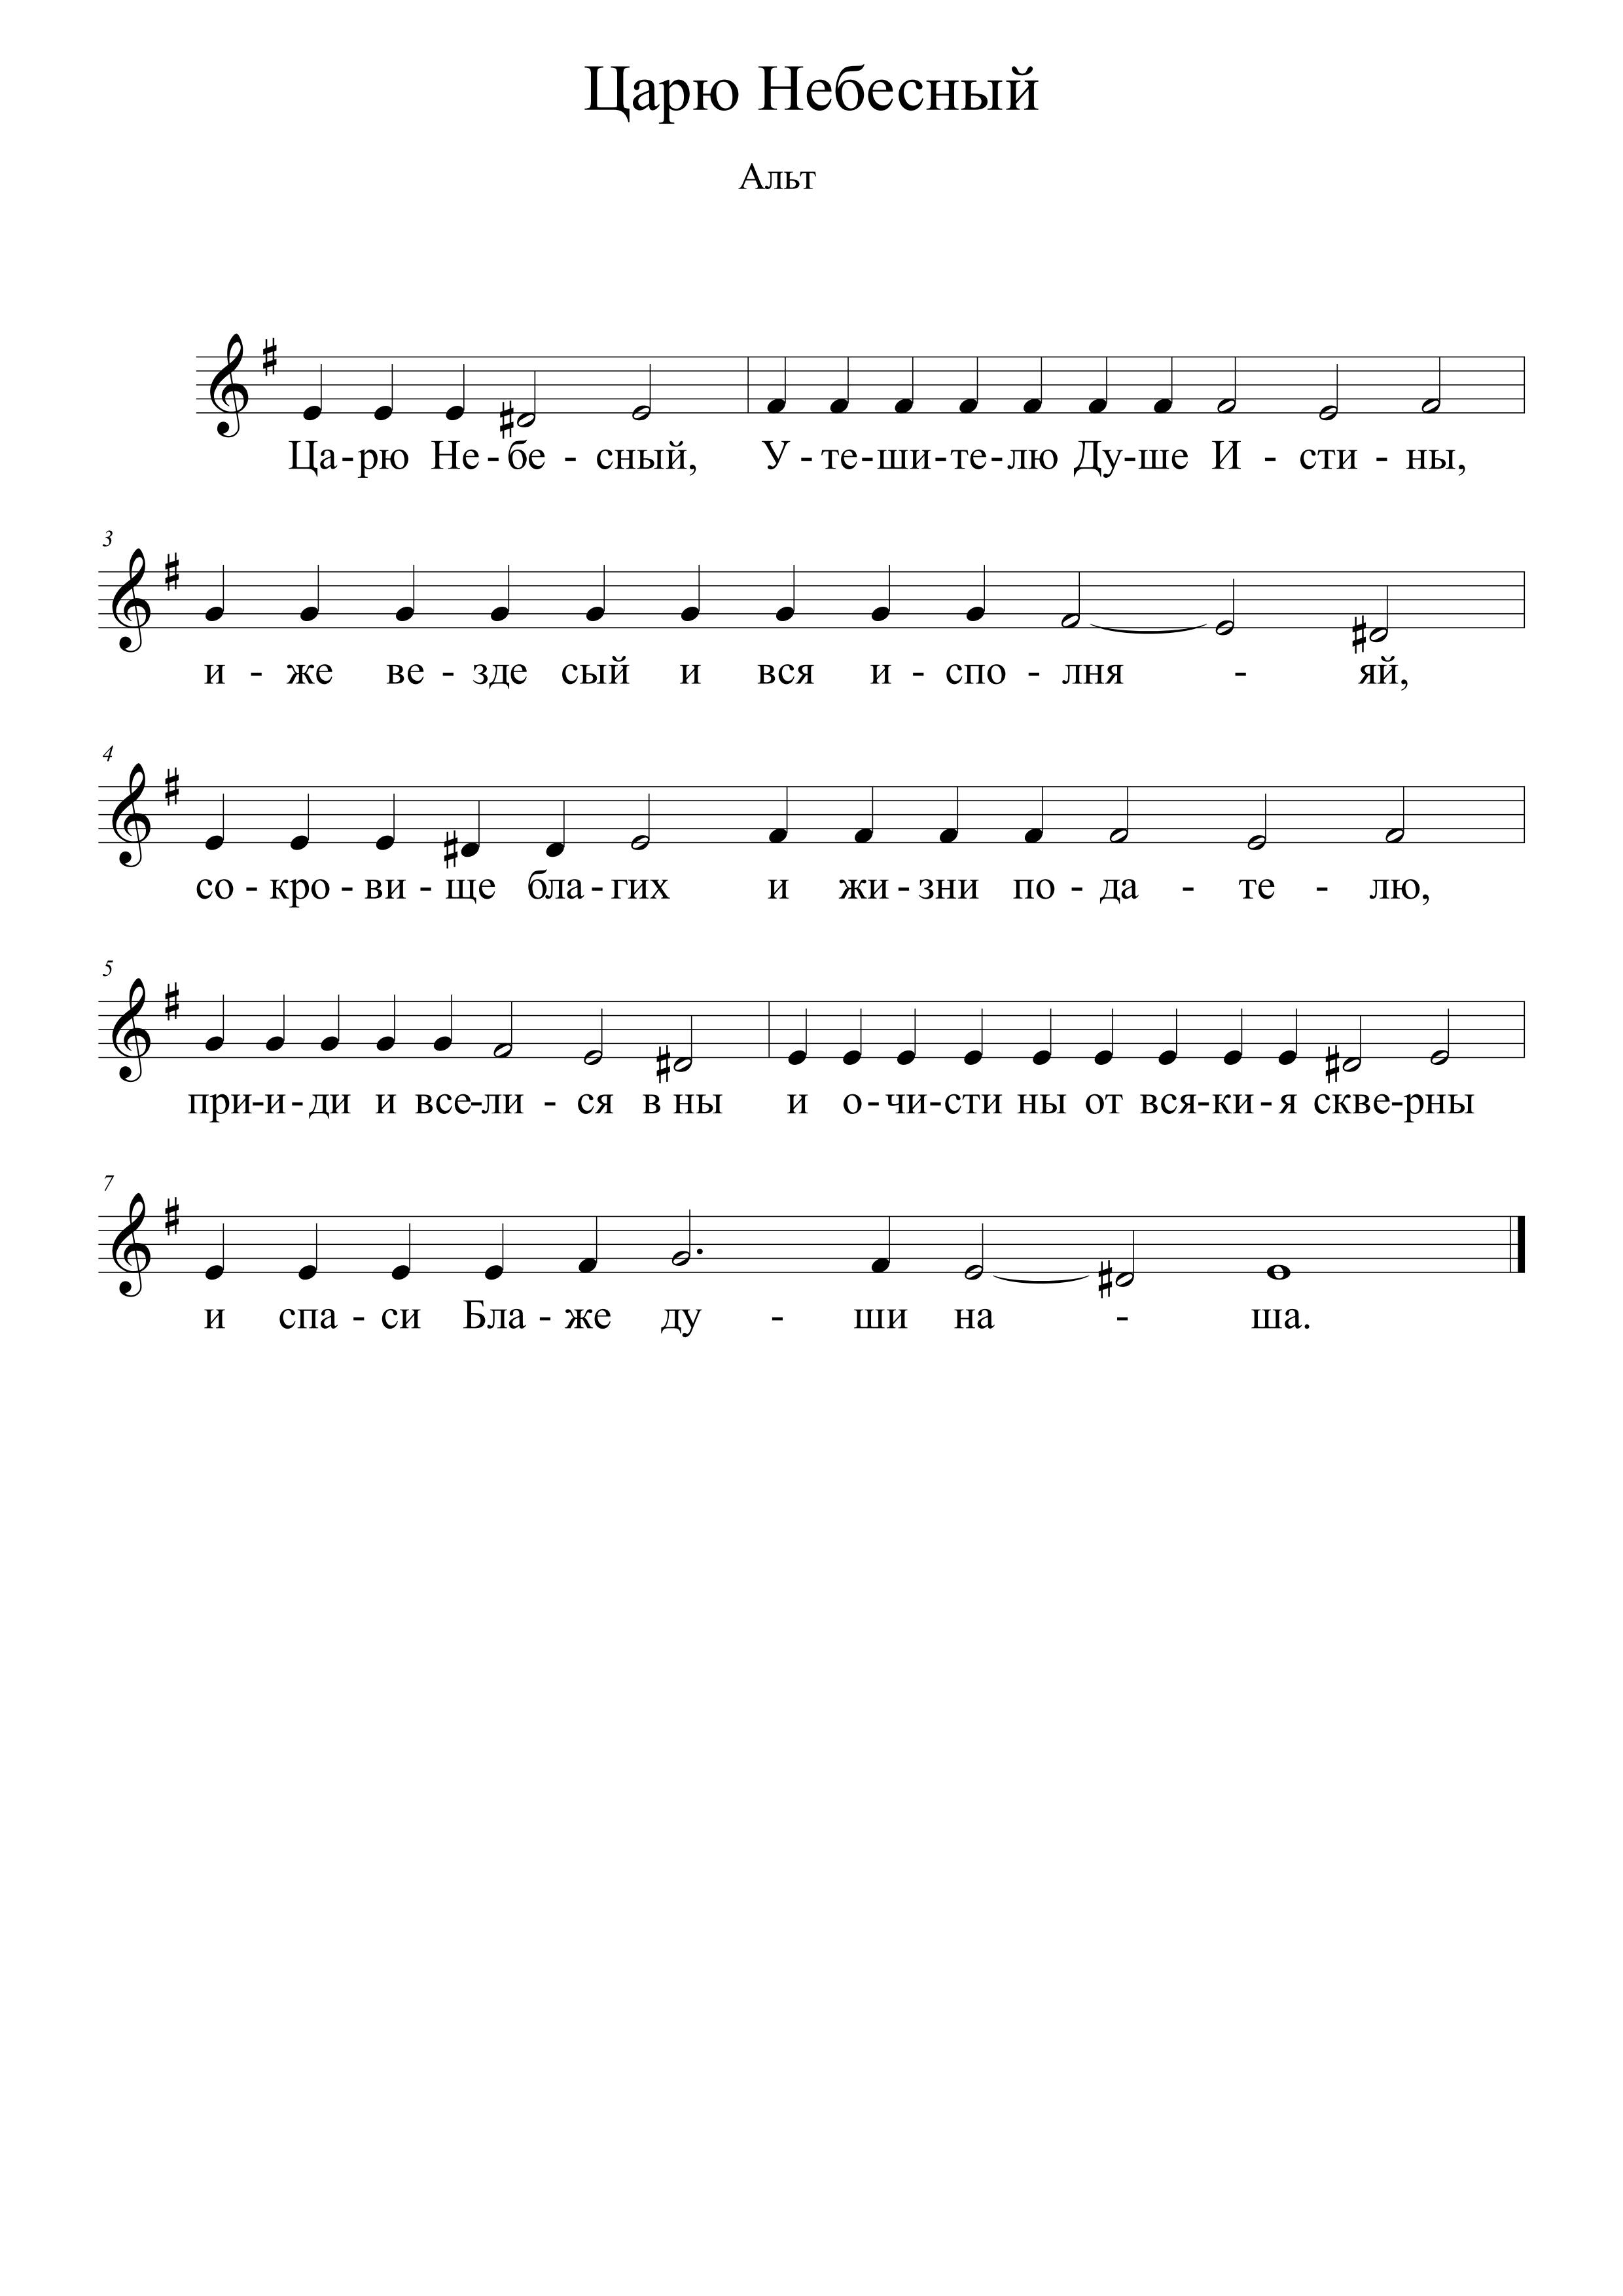 Царю Небесный
Альт
Ца-рю Не-бе - сный, У - те-ши-те-лю Ду-ше И - сти - ны,
3
и - же ве - зде сый и вся и - спо - лня - яй,
4
со - кро - ви - ще бла - гих и жи - зни по - да - те - лю,
5
при-и-ди и все-ли - ся в ны и о-чи-сти ны от вся-ки-я скве-рны
7
и спа - си Бла - же ду - ши на - ша.